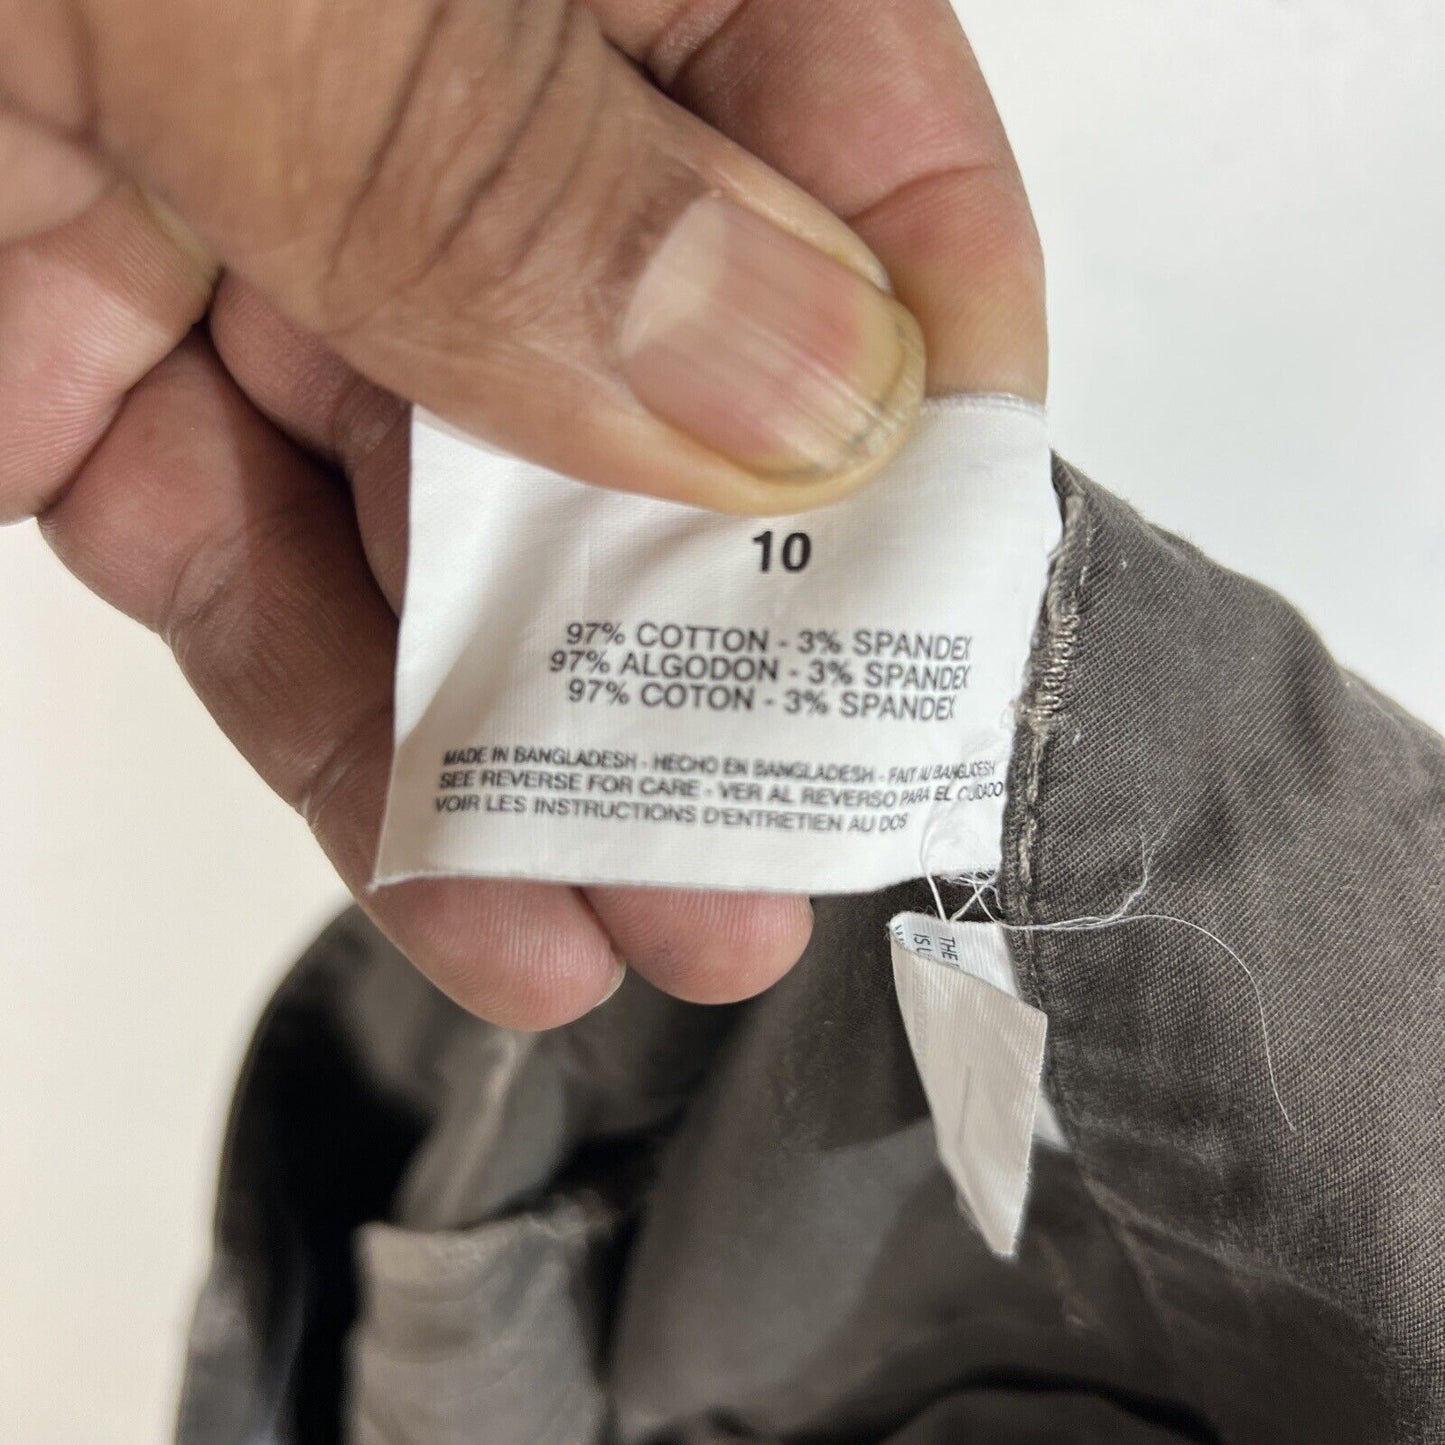 10
97% COTTON - 3% SPANDEX
97% ALGODON - 3% SPANDEX
97% COTON - 3% SPANDEX
MADE IN BANGLADESH - HECHO EN BANGLADESH - FAIT AU BANGLADESH
SEE REVERSE FOR CARE - VER AL REVERSO PARA EL CUIDADO
VOIR LES INSTRUCTIONS D'ENTRETIEN AU DOS
THE
IS